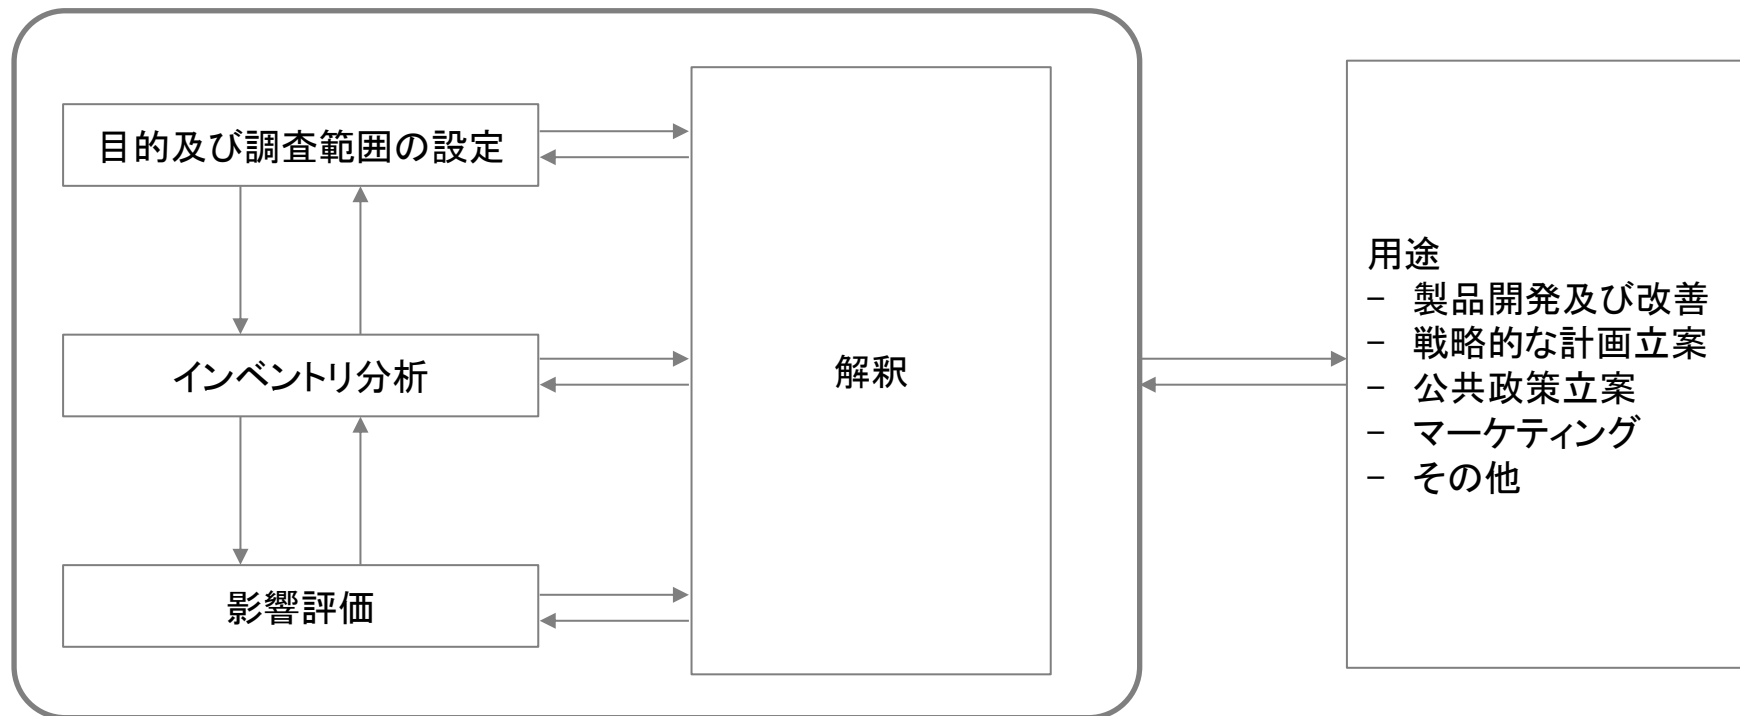 目的及び調査範囲の設定
インベントリ分析
影響評価
解釈
用途
− 製品開発及び改善
− 戦略的な計画立案
− 公共政策立案
− マーケティング
− その他